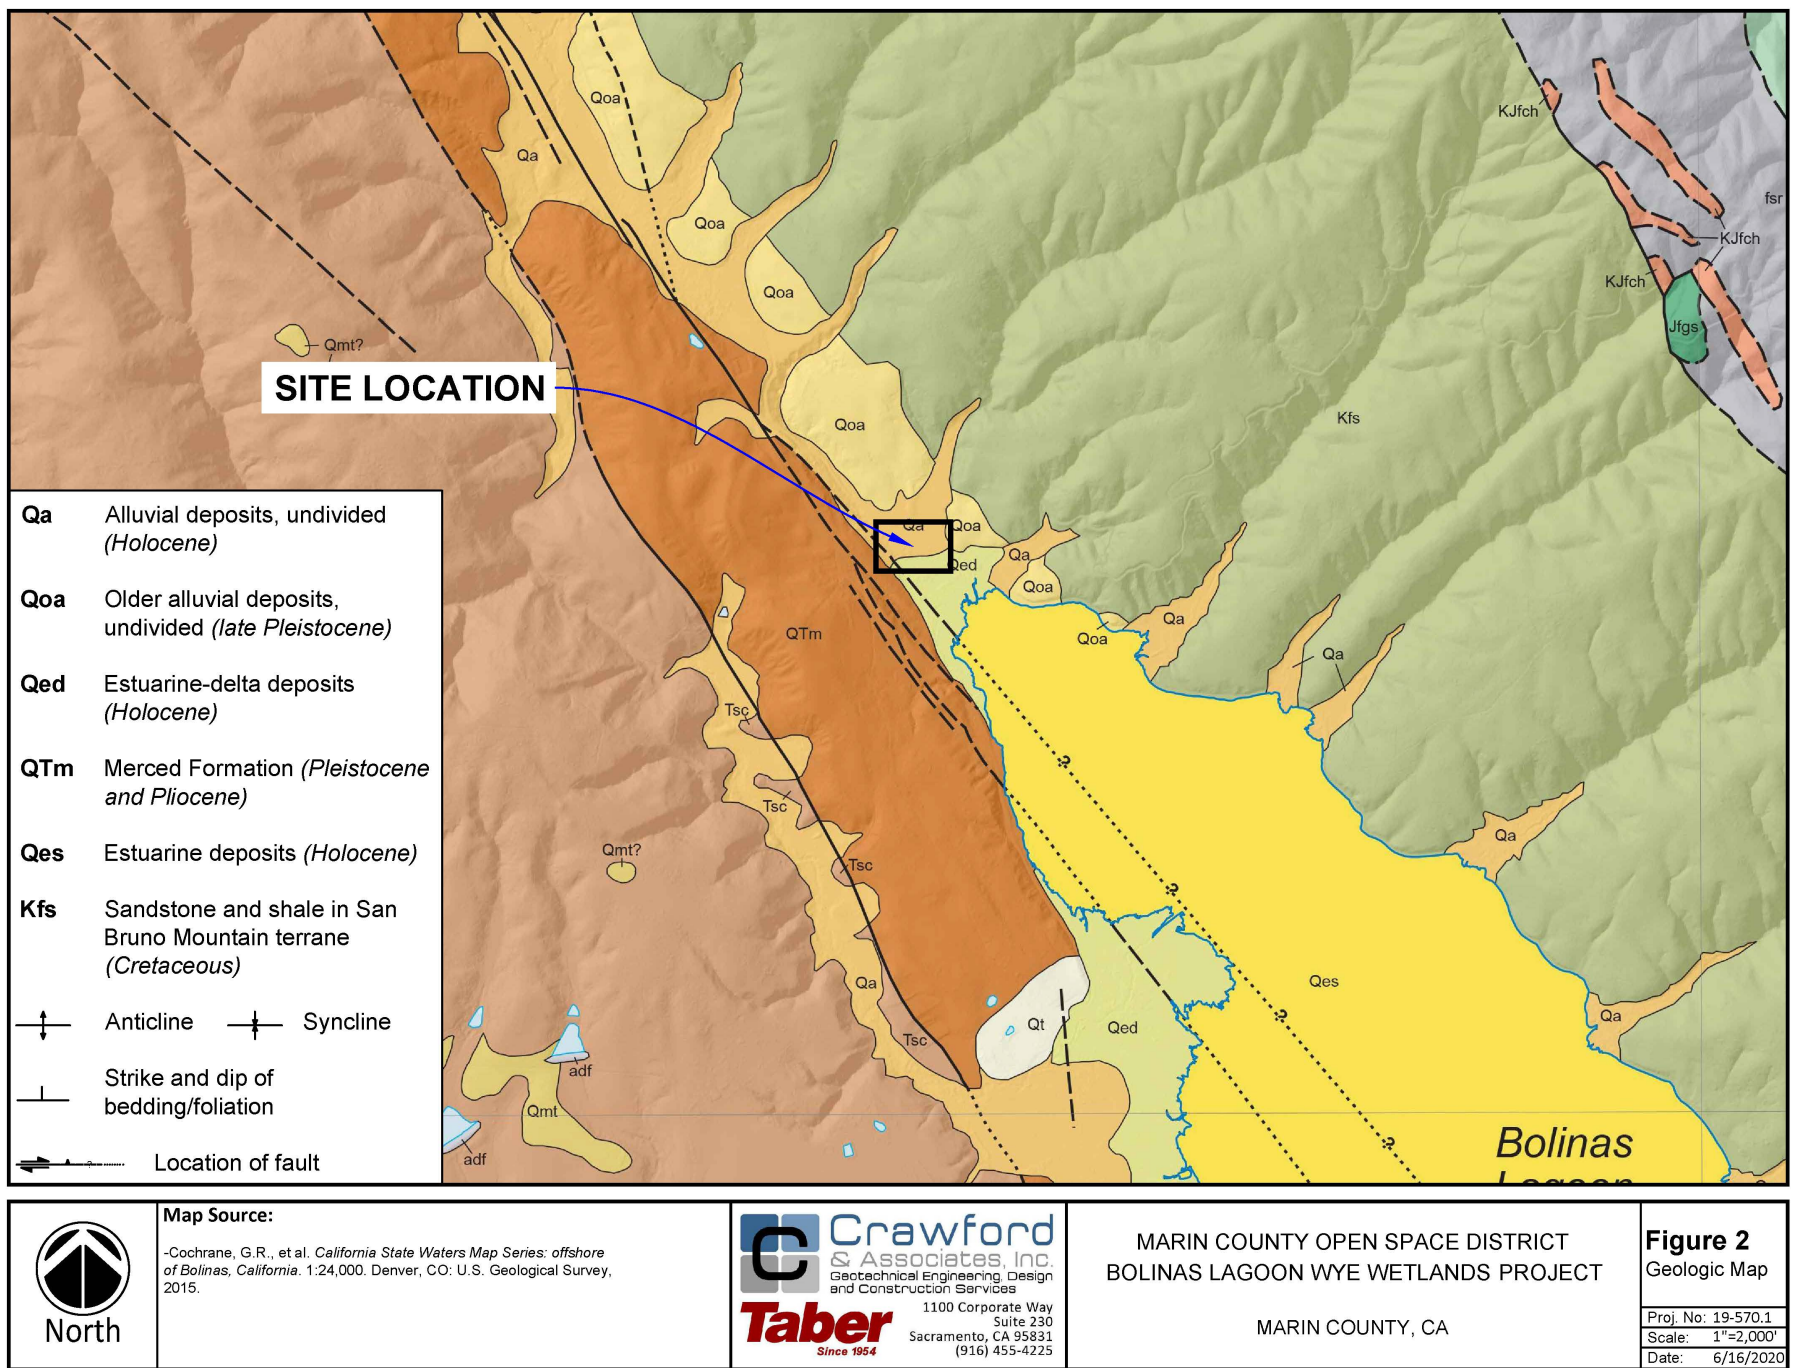 Qoa
KJfch
Qa
fsr
Qoa
KJfch
Qoa
KJfch
Jfgs
Qmt?
SITE LOCATION
Kfs
Qoa
Qa
Qoa
Qa
Qed
Qoa
Qa
QTm
Qoa
Qa
Tsc
Tsc
Qa
Qmt?
Tsc
?
?
Qa
Qes
?
Qa
Qt
Qed
Qa
Tsc
adf
Qmt
?
adf
Bolinas
Lagoon
Qa Alluvial deposits, undivided
(Holocene)
Qoa Older alluvial deposits,
undivided (late Pleistocene)
Qed Estuarine-delta deposits
(Holocene)
QTm Merced Formation (Pleistocene
and Pliocene)
Qes Estuarine deposits (Holocene)
Kfs Sandstone and shale in San
Bruno Mountain terrane
(Cretaceous)
Anticline Syncline
Strike and dip of
bedding/foliation
? Location of fault
North
Map Source:
-Cochrane, G.R., et al. California State Waters Map Series: offshore
of Bolinas, California. 1:24,000. Denver, CO: U.S. Geological Survey,
2015.
C
Crawford
& Associates, Inc.
Geotechnical Engineering, Design
and Construction Services
Taber
Since 1954
1100 Corporate Way
Suite 230
Sacramento, CA 95831
(916) 455-4225
MARIN COUNTY OPEN SPACE DISTRICT
BOLINAS LAGOON WYE WETLANDS PROJECT
MARIN COUNTY, CA
Figure 2
Geologic Map
Proj. No: 19-570.1
Scale: 1"=2,000'
Date: 6/16/2020